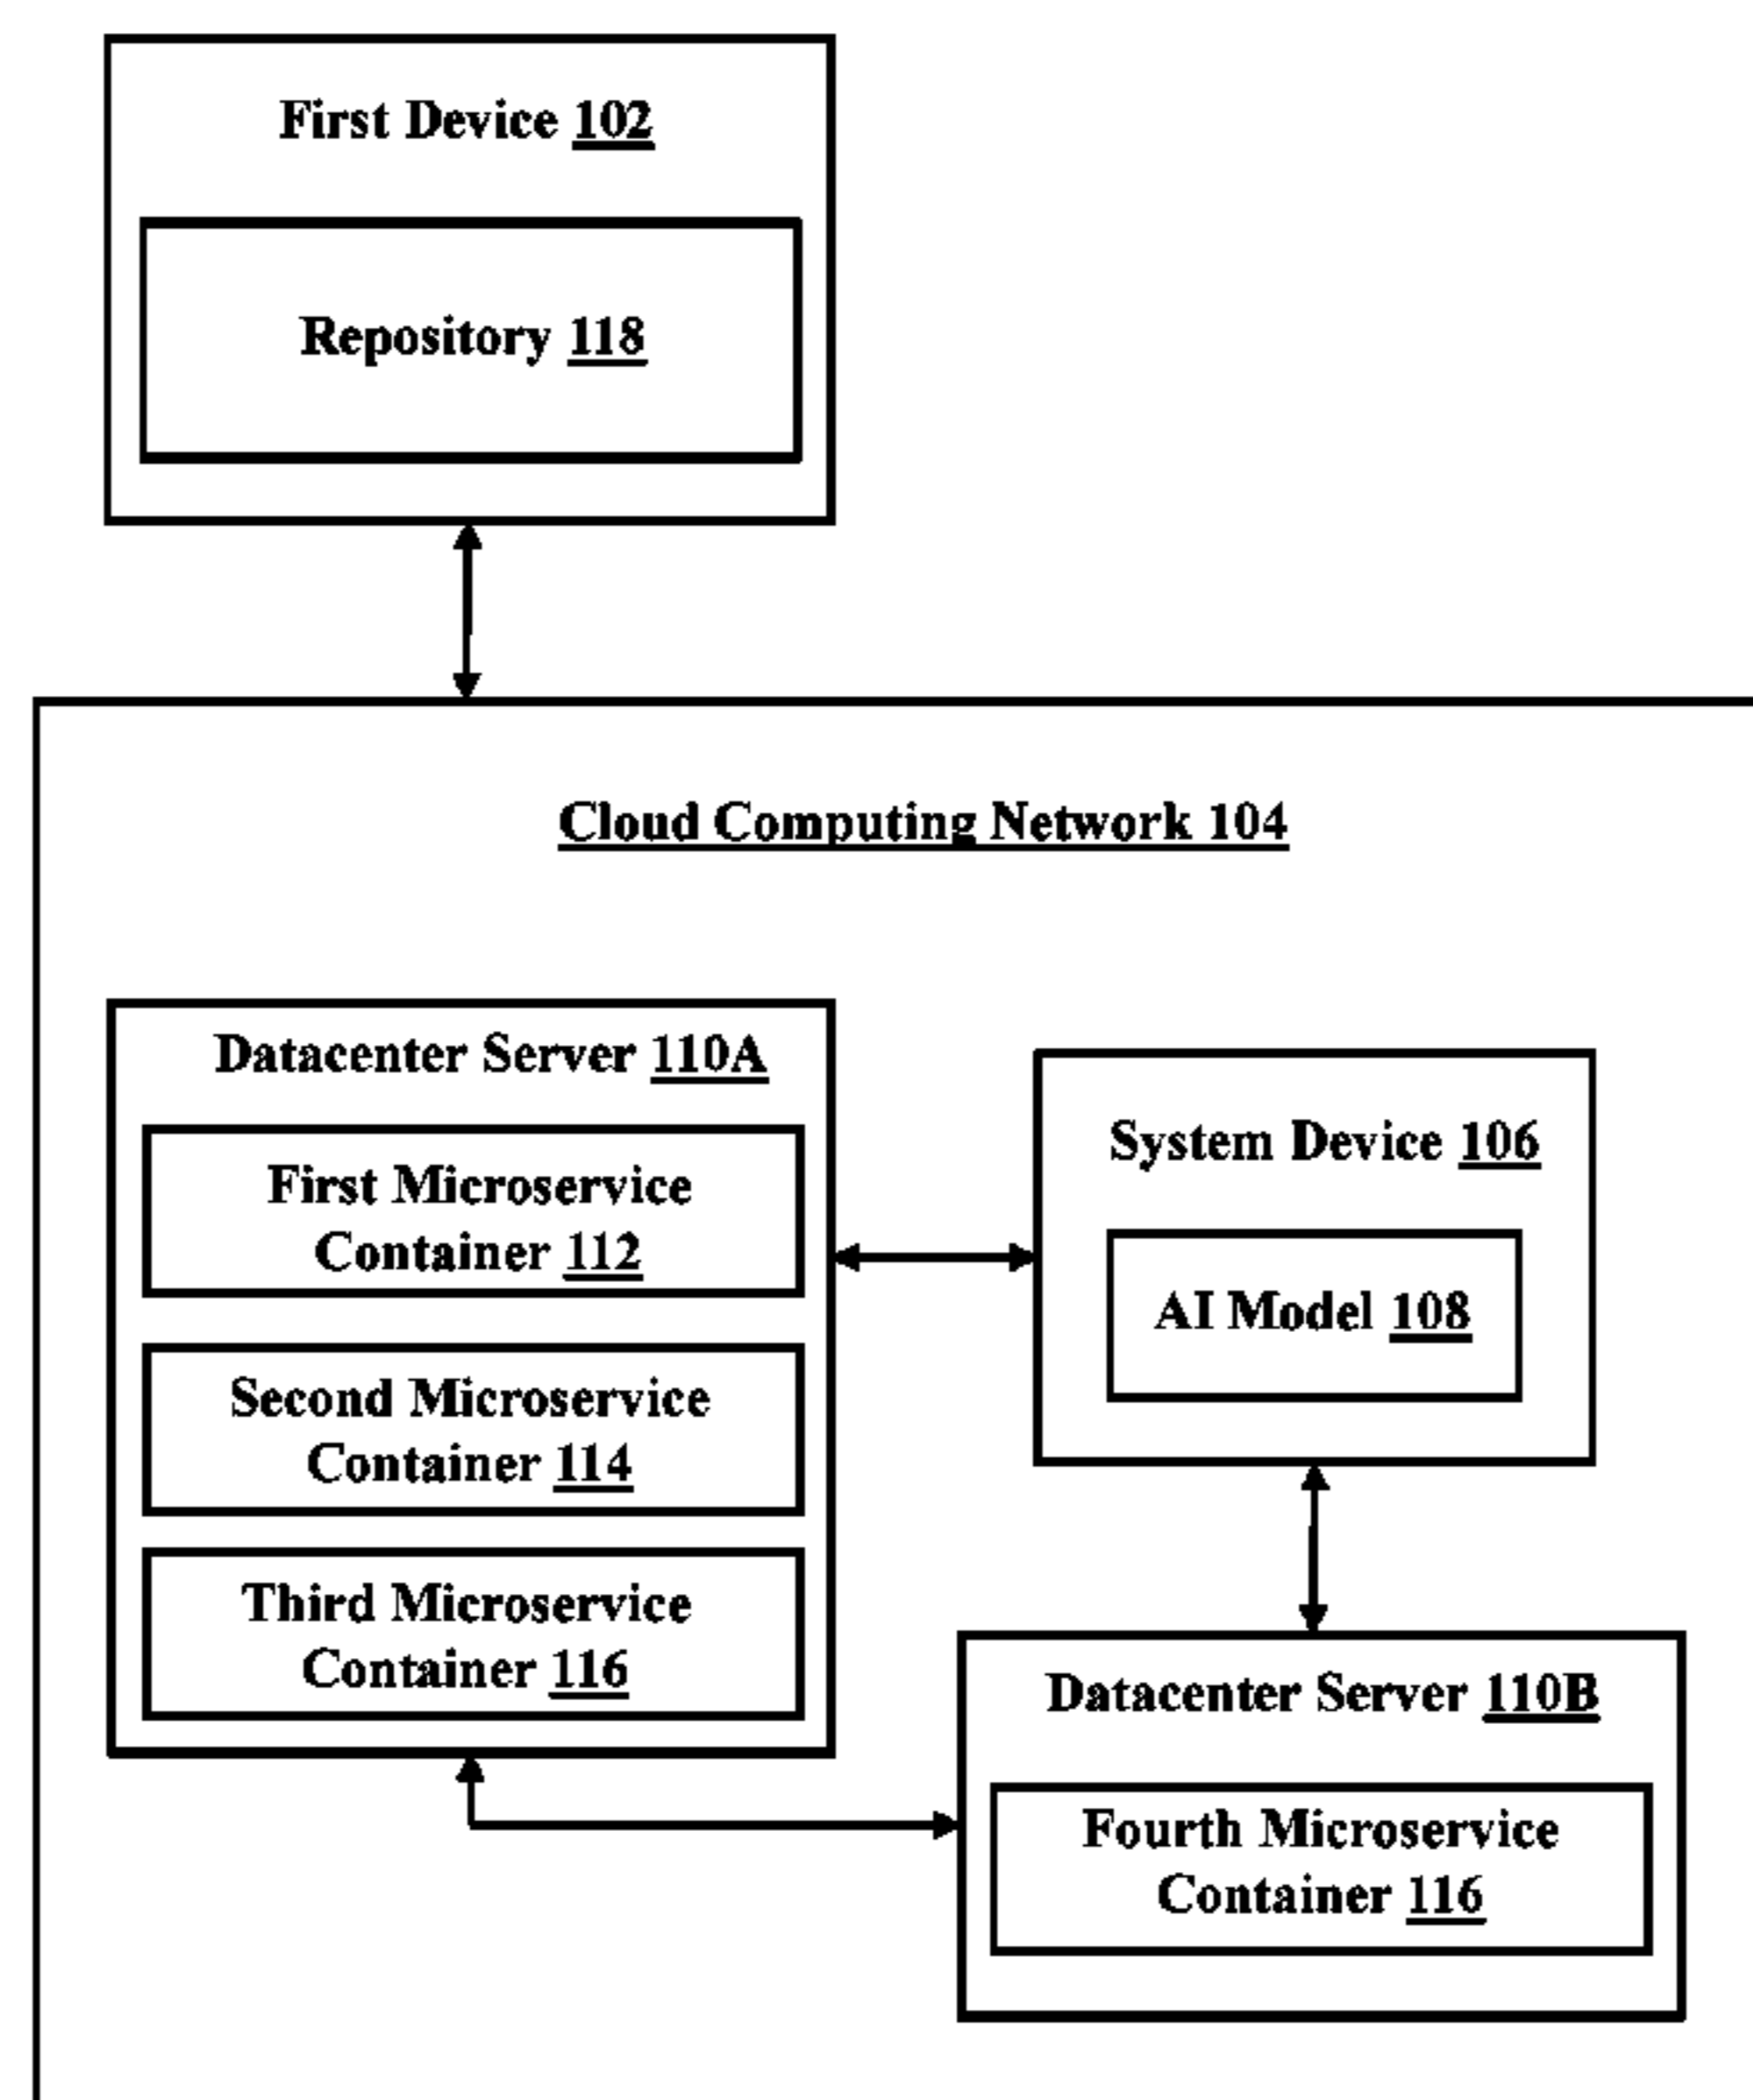 First Device 102
Repository 118
Cloud Computing Network 104
Datacenter Server 110A
First Microservice
Container 112
Second Microservice
Container 114
Third Microservice
Container 116
System Device 106
AI Model 108
Datacenter Server 110B
Fourth Microservice
Container 116